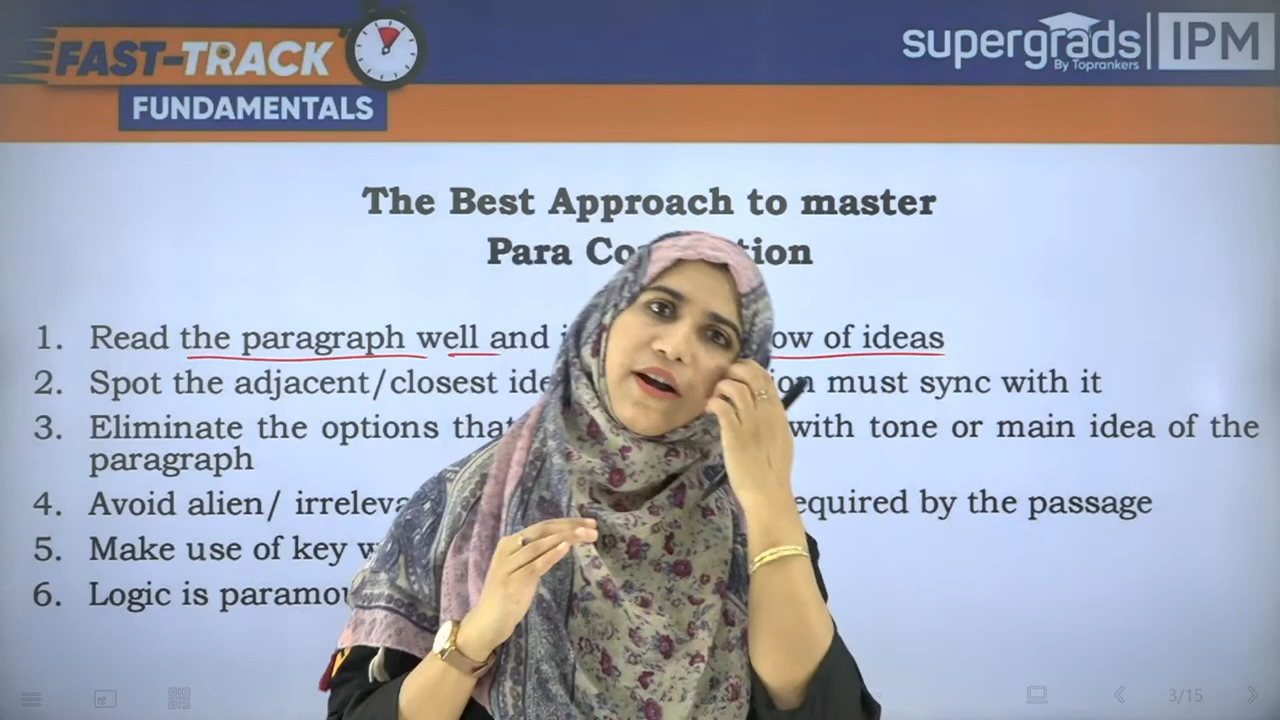 FAST-TRACK
FUNDAMENTALS
supergrads IPM
By Toprankers
The Best Approach to master
Para Co tion
1. Read the paragraph well and ow of ideas
2. Spot the adjacent/closest ide on must sync with it
3. Eliminate the options that with tone or main idea of the
paragraph
4. Avoid alien/ irreleva equired by the passage
5. Make use of key w
6. Logic is paramou
3/15